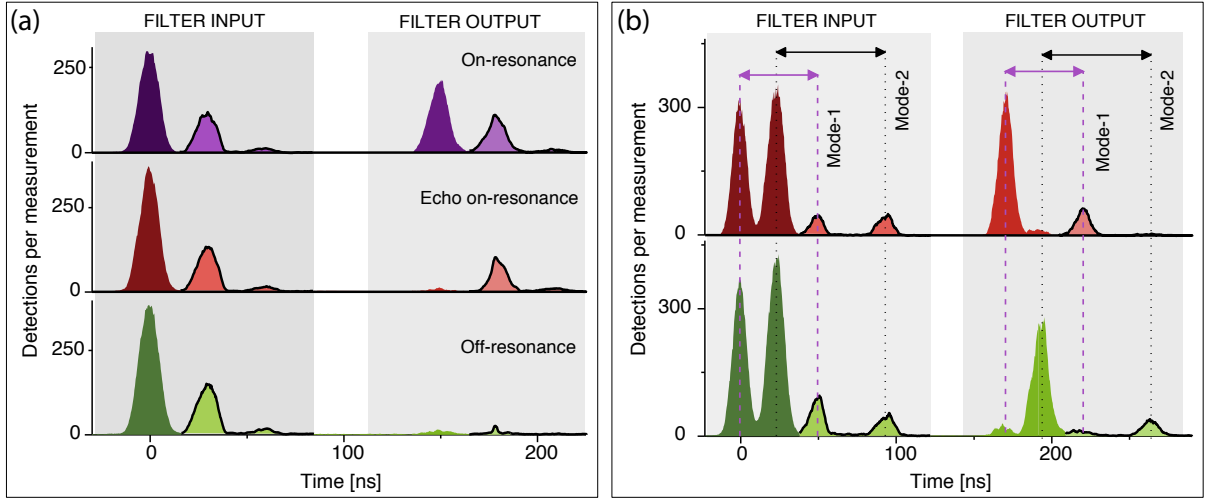 (a)
FILTER INPUT
FILTER OUTPUT
Detections per measurement
250
0
On-resonance
250
0
Echo on-resonance
250
0
Off-resonance
0
100
200
Time [ns]
(b)
FILTER INPUT
FILTER OUTPUT
Detections per measurement
300
0
Mode-1
Mode-2
Mode-1
Mode-2
300
0
0
100
200
Time [ns]